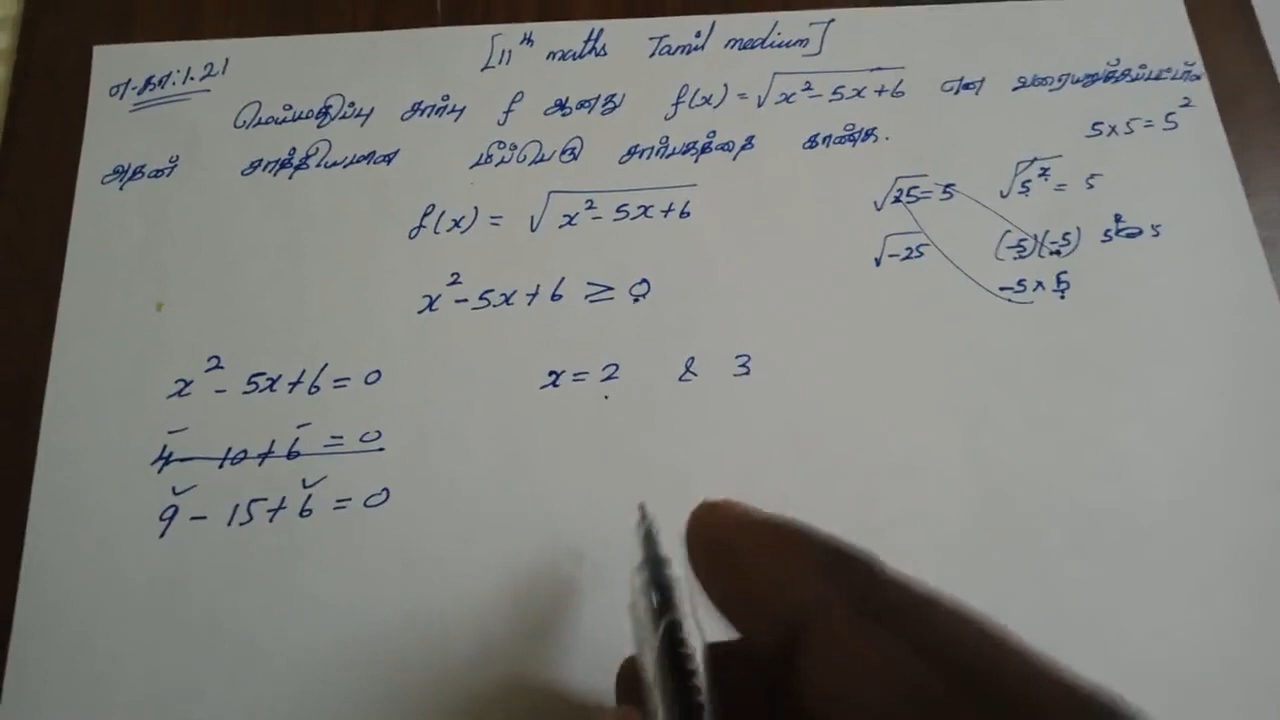 [11th maths Tamil medium]
எ.கா:1.21
மெய்மதிப்பு சார்பு f ஆனது f(x) = √x² - 5x + 6 என வரையறுக்கப்பட்டால்
அதன் சாத்தியமான மீப்பெரு சார்பகத்தை காண்க.
5 x 5 = 5²
f(x) = √x² - 5x + 6
√25 = 5 √5² = 5
√-25 (-5)(-5)
-5 x 5
x² - 5x + 6 ≥ 0
x² - 5x + 6 = 0 x = 2 & 3
4 - 10 + 6 = 0
9 - 15 + 6 = 0